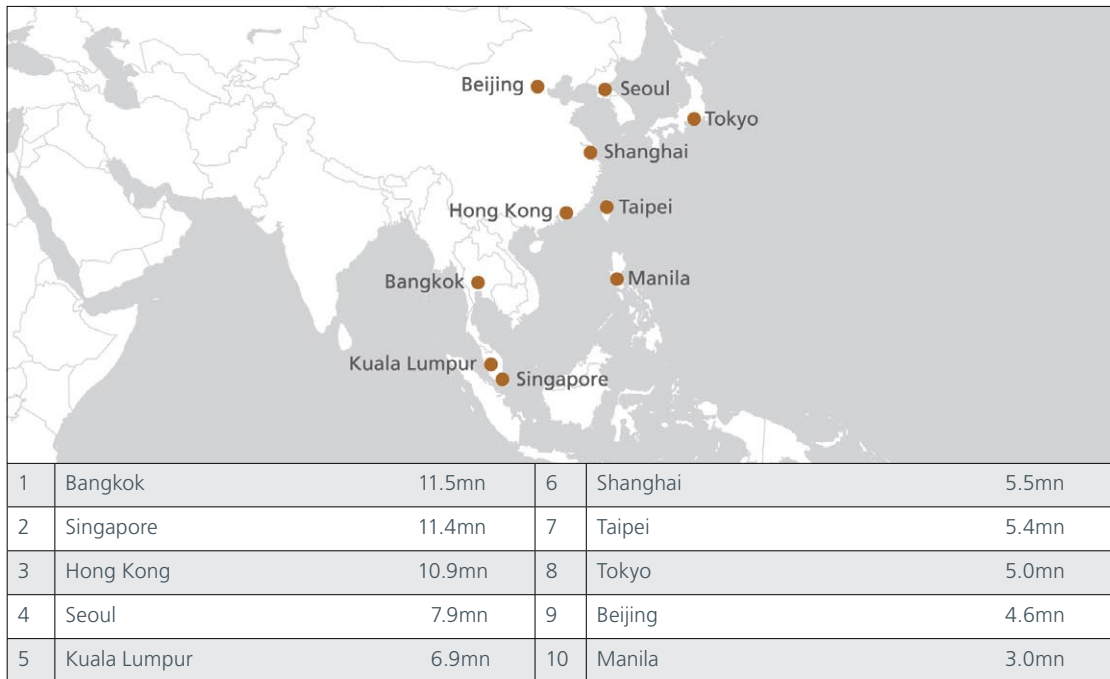 Beijing
Seoul
Tokyo
Shanghai
Hong Kong
Taipei
Bangkok
Manila
Kuala Lumpur
Singapore
1 Bangkok 11.5mn 6 Shanghai 5.5mn
2 Singapore 11.4mn 7 Taipei 5.4mn
3 Hong Kong 10.9mn 8 Tokyo 5.0mn
4 Seoul 7.9mn 9 Beijing 4.6mn
5 Kuala Lumpur 6.9mn 10 Manila 3.0mn